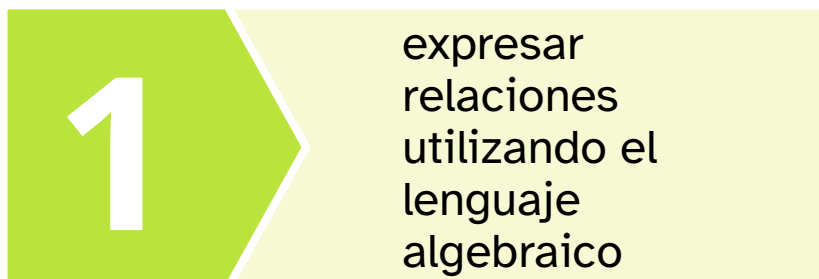 1
expresar
relaciones
utilizando el
lenguaje
algebraico